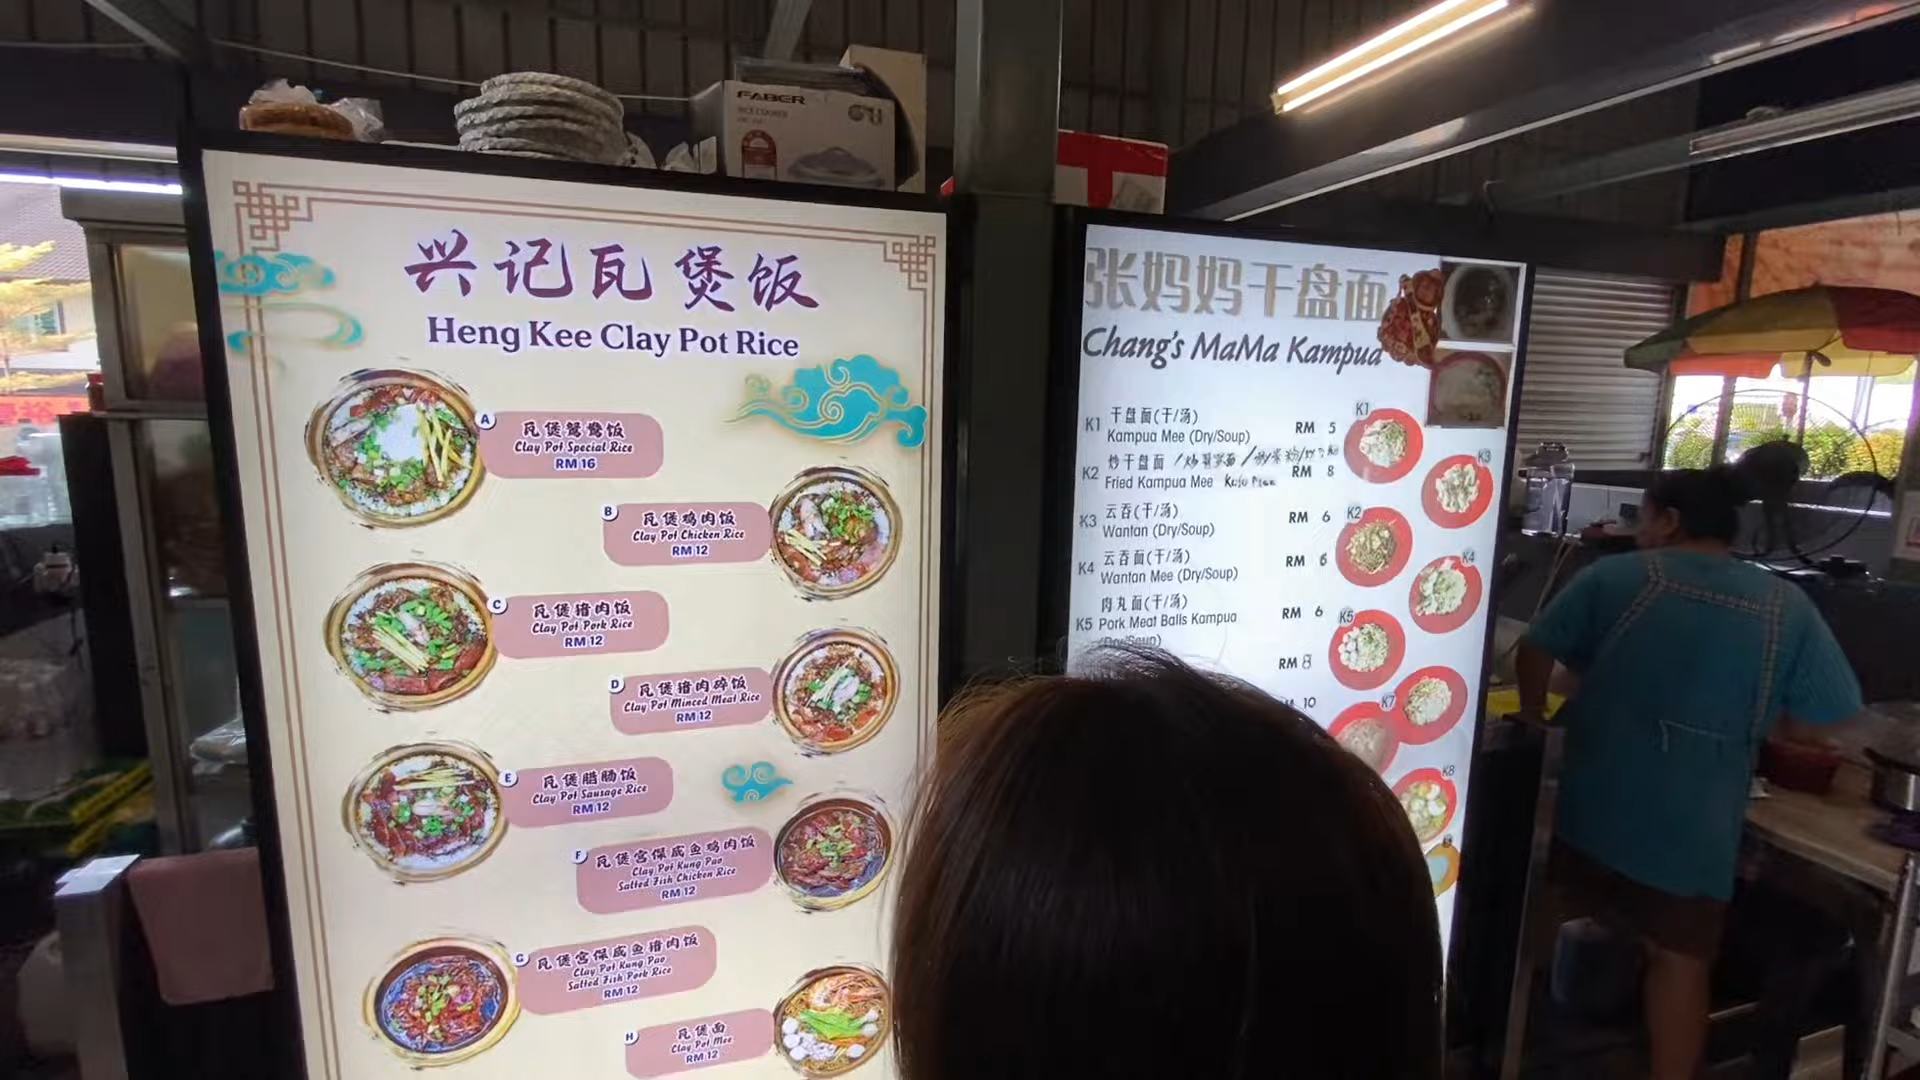 FABER
RICE COOKER
兴记瓦煲饭
Heng Kee Clay Pot Rice
A
瓦煲鸳鸯饭
Clay Pot Special Rice
RM 16
B
瓦煲鸡肉饭
Clay Pot Chicken Rice
RM 12
C
瓦煲猪肉饭
Clay Pot Pork Rice
RM 12
D
瓦煲猪肉碎饭
Clay Pot Minced Meat Rice
RM 12
E
瓦煲腊肠饭
Clay Pot Sausage Rice
RM 12
F
瓦煲宫保咸鱼鸡肉饭
Clay Pot Kung Pao
Salted Fish Chicken Rice
RM 12
G
瓦煲宫保咸鱼猪肉饭
Clay Pot Kung Pao
Salted Fish Pork Rice
RM 12
H
瓦煲面
Clay Pot Mee
RM 12
张妈妈干盘面
Chang's MaMa Kampua
K1 干盘面(干/汤)
Kampua Mee (Dry/Soup) RM 5
K2 炒干盘面
Fried Kampua Mee RM 8
K3 云吞(干/汤)
Wantan (Dry/Soup) RM 6
K4 云吞面(干/汤)
Wantan Mee (Dry/Soup) RM 6
肉丸面(干/汤)
K5 Pork Meat Balls Kampua RM 6
(Dry/Soup)
RM 8
10
K1
K3
K2
K4
K5
K7
K8